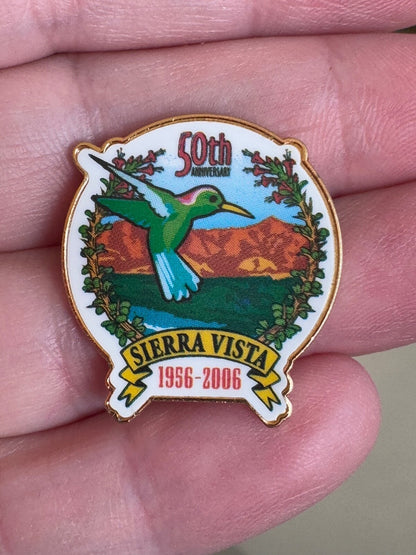 50th
ANNIVERSARY
SIERRA VISTA
1956-2006